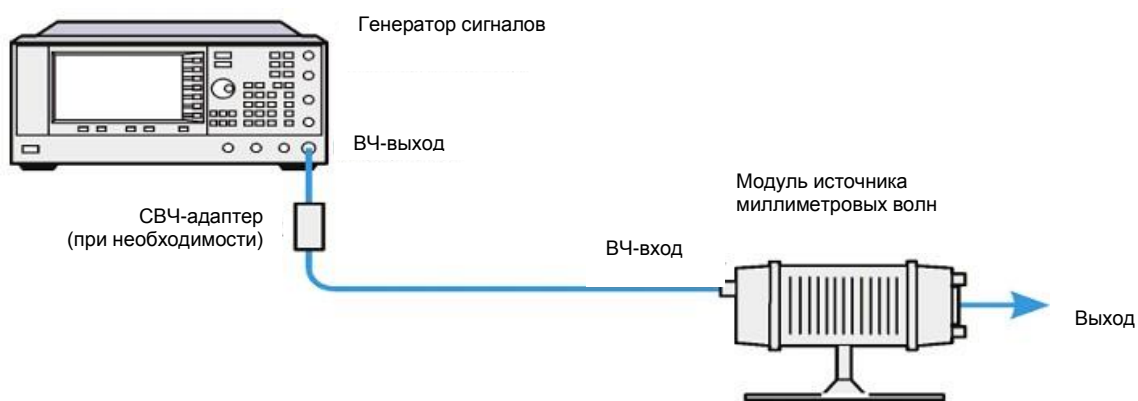 Генератор сигналов
ВЧ-выход
СВЧ-адаптер
(при необходимости)
Модуль источника
миллиметровых волн
ВЧ-вход
Выход